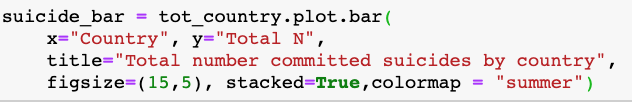 suicide_bar = tot_country.plot.bar(
    x="Country", y="Total N",
    title="Total number committed suicides by country",
    figsize=(15,5), stacked=True,colormap = "summer")